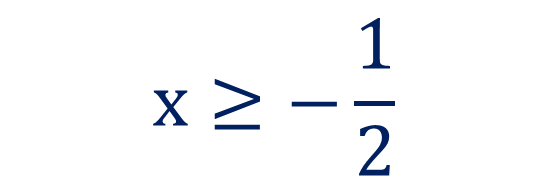 x ≥ − 1/2